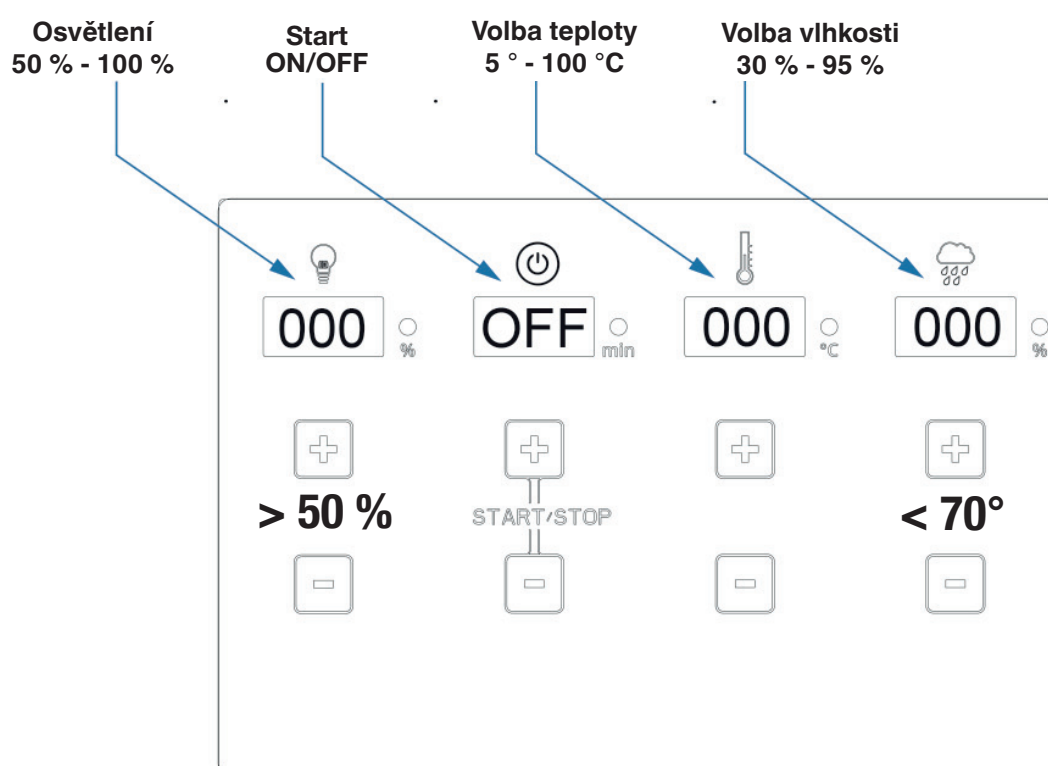 Osvětlení
50 % - 100 %
Start
ON/OFF
Volba teploty
5 ° - 100 °C
Volba vlhkosti
30 % - 95 %
000
%
OFF
min
000
°C
000
%
> 50 %
START/STOP
< 70°